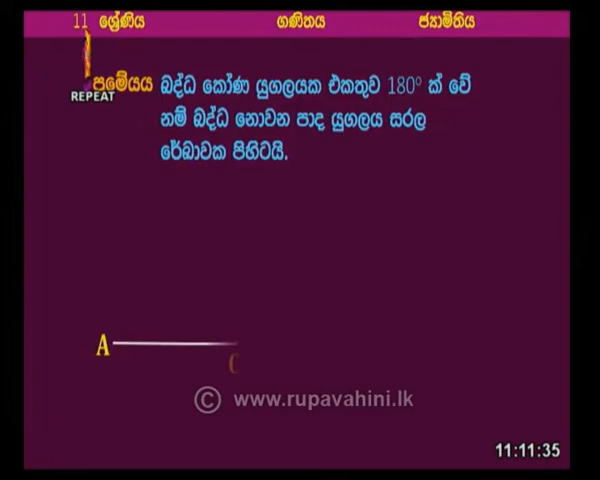 11 ශ්‍රේණිය ගණිතය ජ්‍යාමිතිය
ප්‍රමේයය බද්ධ කෝණ යුගලයක එකතුව 180° ක් වේ
REPEAT
නම් බද්ධ නොවන පාද යුගලය සරල
රේඛාවක පිහිටයි.
A
C
© www.rupavahini.lk
11:11:35